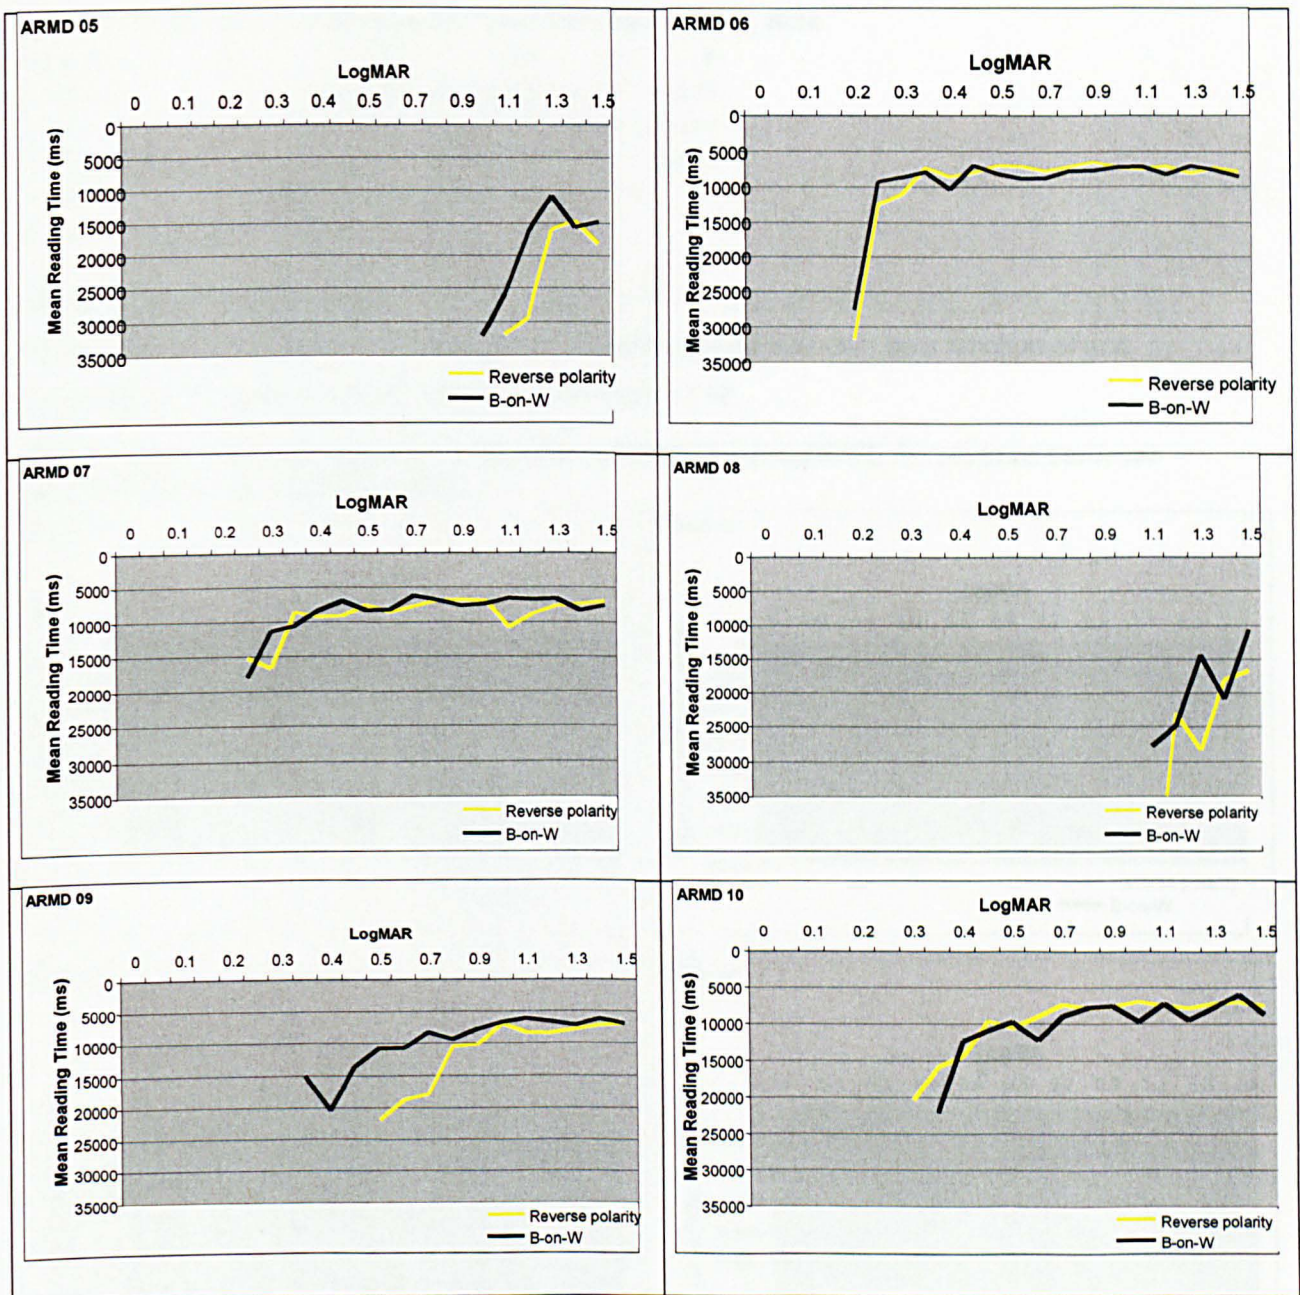 ARMD 05
LogMAR
0 0.1 0.2 0.3 0.4 0.5 0.7 0.9 1.1 1.3 1.5
Mean Reading Time (ms)
0
5000
10000
15000
20000
25000
30000
35000
Reverse polarity
B-on-W
ARMD 06
LogMAR
0 0.1 0.2 0.3 0.4 0.5 0.7 0.9 1.1 1.3 1.5
Mean Reading Time (ms)
0
5000
10000
15000
20000
25000
30000
35000
Reverse polarity
B-on-W
ARMD 07
LogMAR
0 0.1 0.2 0.3 0.4 0.5 0.7 0.9 1.1 1.3 1.5
Mean Reading Time (ms)
0
5000
10000
15000
20000
25000
30000
35000
Reverse polarity
B-on-W
ARMD 08
LogMAR
0 0.1 0.2 0.3 0.4 0.5 0.7 0.9 1.1 1.3 1.5
Mean Reading Time (ms)
0
5000
10000
15000
20000
25000
30000
35000
Reverse polarity
B-on-W
ARMD 09
LogMAR
0 0.1 0.2 0.3 0.4 0.5 0.7 0.9 1.1 1.3 1.5
Mean Reading Time (ms)
0
5000
10000
15000
20000
25000
30000
35000
Reverse polarity
B-on-W
ARMD 10
LogMAR
0 0.1 0.2 0.3 0.4 0.5 0.7 0.9 1.1 1.3 1.5
Mean Reading Time (ms)
0
5000
10000
15000
20000
25000
30000
35000
Reverse polarity
B-on-W